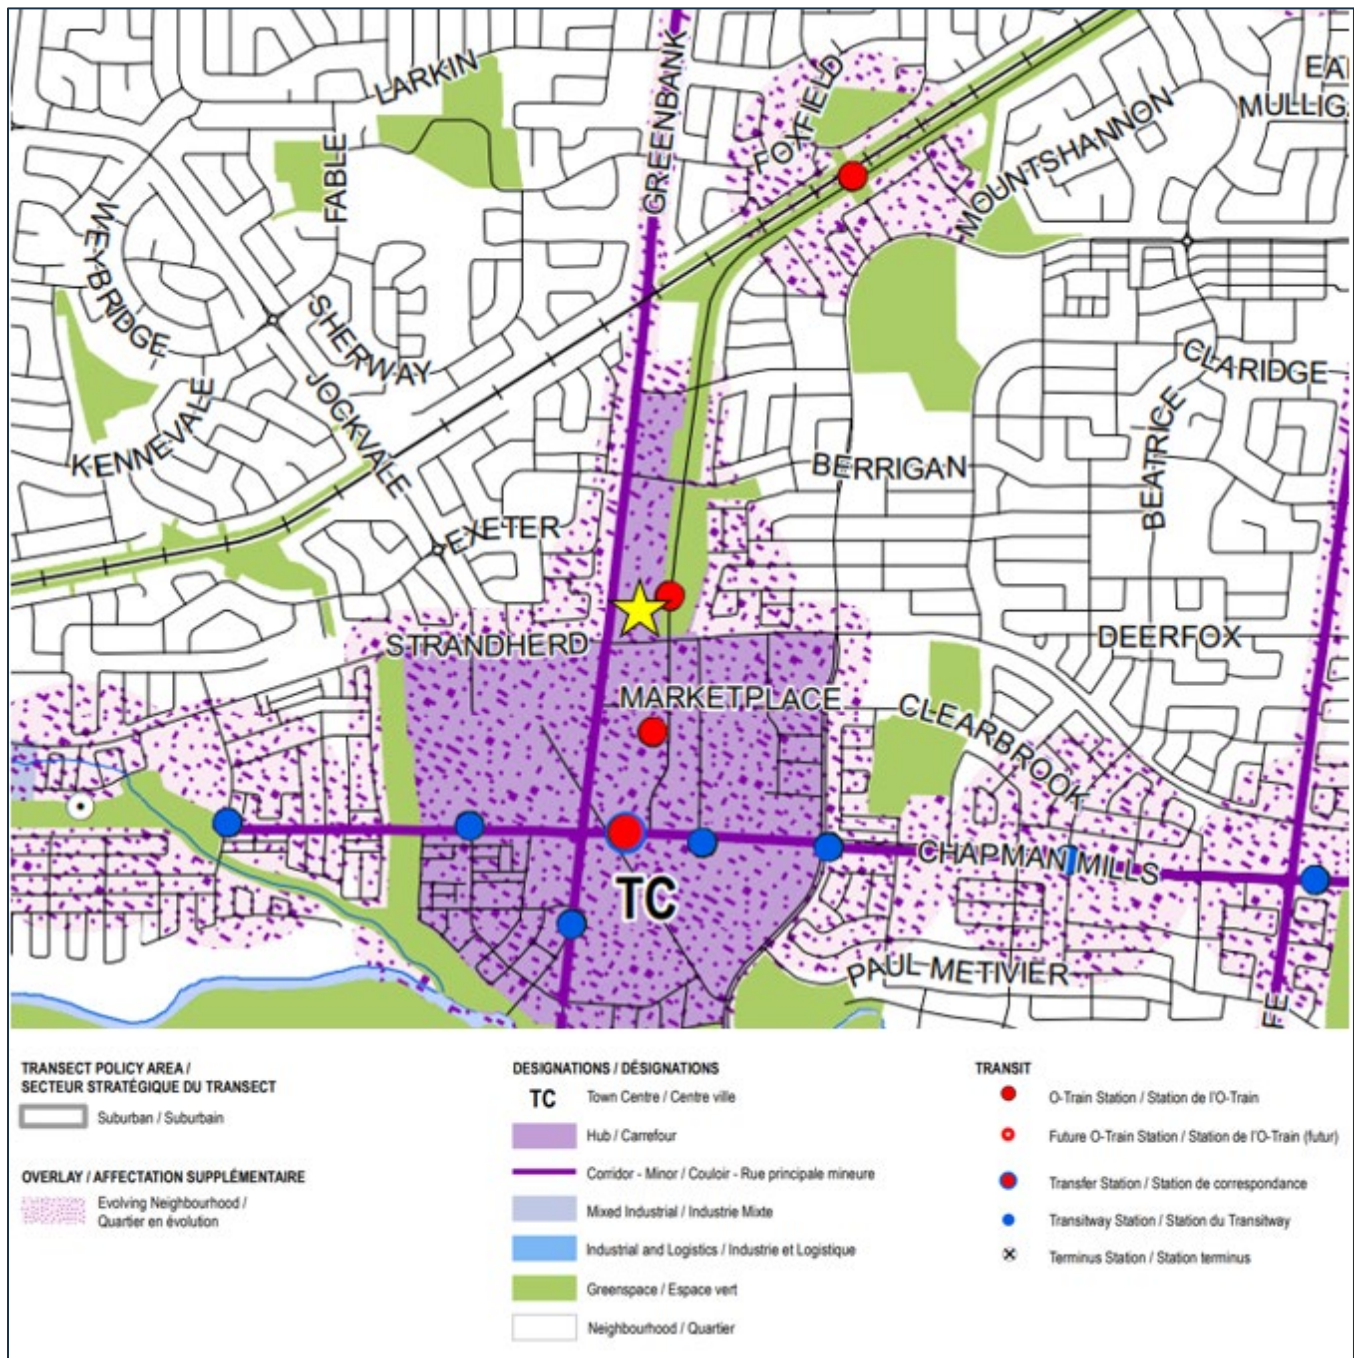 LARKIN
GREENBANK
FOXFIELD
MULLIG
MOUNTSHANNON
FABLE
WEYBRIDGE
SHERWAY
JOCKVALE
KENNEVALE
CLARIDGE
BEATRICE
BERRIGAN
EXETER
STRANDHERD
DEERFOX
MARKETPLACE
CLEARBROOK
CHAPMAN MILLS
TC
PAUL METIVIER
FE
TRANSECT POLICY AREA /
SECTEUR STRATÉGIQUE DU TRANSECT
Suburban / Suburbain
OVERLAY / AFFECTATION SUPPLÉMENTAIRE
Evolving Neighbourhood /
Quartier en évolution
DESIGNATIONS / DÉSIGNATIONS
TC Town Centre / Centre ville
Hub / Carrefour
Corridor - Minor / Couloir - Rue principale mineure
Mixed Industrial / Industrie Mixte
Industrial and Logistics / Industrie et Logistique
Greenspace / Espace vert
Neighbourhood / Quartier
TRANSIT
O-Train Station / Station de l'O-Train
Future O-Train Station / Station de l'O-Train (futur)
Transfer Station / Station de correspondance
Transitway Station / Station du Transitway
Terminus Station / Station terminus